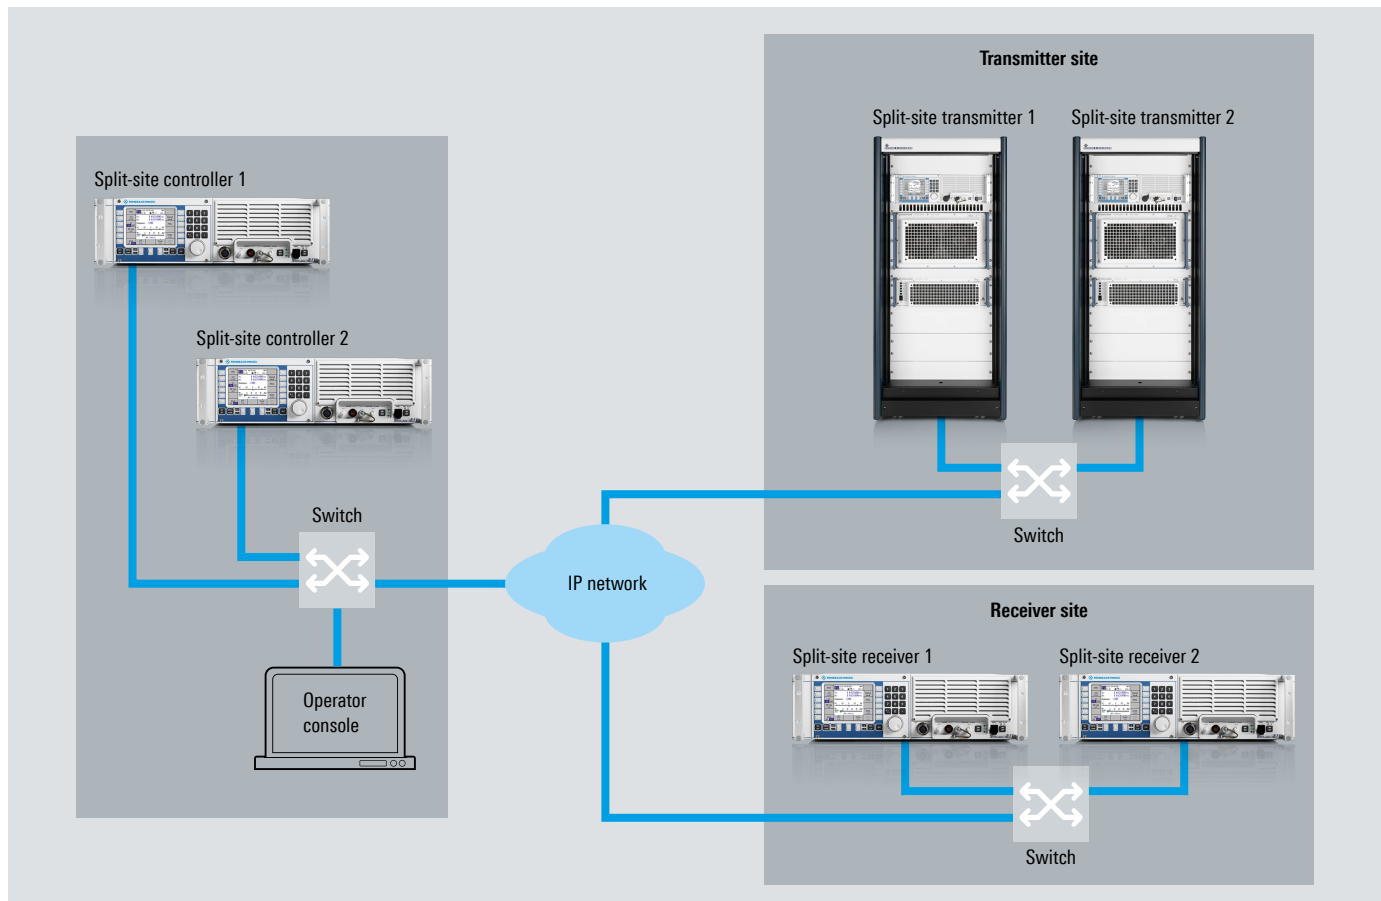 Transmitter site
Split-site transmitter 1
Split-site transmitter 2
Split-site controller 1
Split-site controller 2
Switch
Switch
IP network
Receiver site
Split-site receiver 1
Split-site receiver 2
Operator
console
Switch